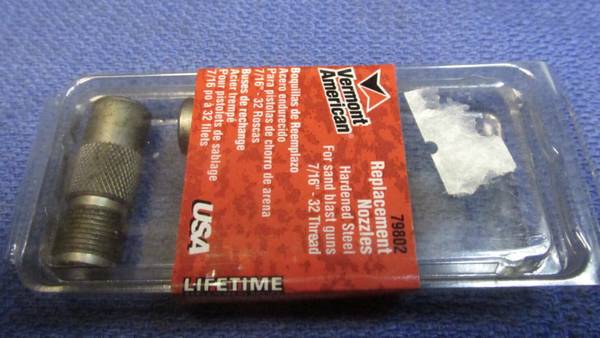 Vermont
American
79802
Replacement
Nozzles
Hardened Steel
For sand blast guns
7/16" - 32 Thread
Boquillas de Reemplazo
Acero endurecido
Para pistolas de chorro de arena
7/16" - 32 Roscas
Buses de rechange
Acier trempé
Pour pistolets de sablage
7/16 po à 32 filets
USA
LIFETIME